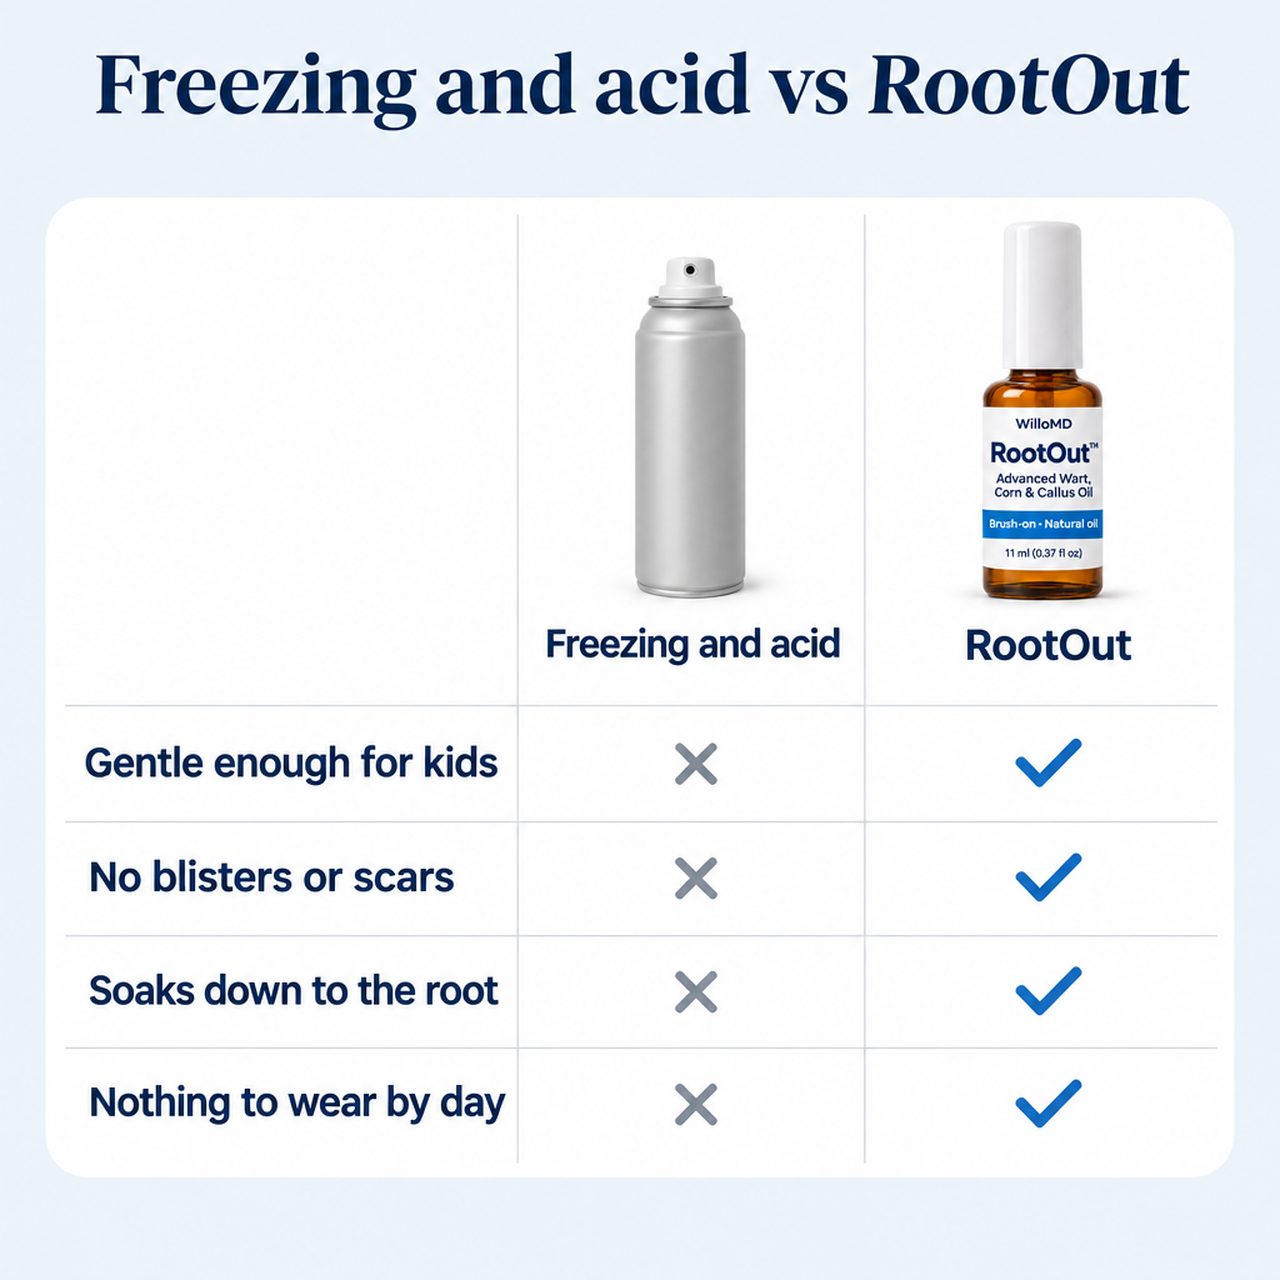 Freezing and acid vs RootOut
WilloMD
RootOut™
Advanced Wart,
Corn & Callus Oil
Brush-on - Natural oil
11 ml (0.37 fl oz)
Freezing and acid
RootOut
Gentle enough for kids
No blisters or scars
Soaks down to the root
Nothing to wear by day